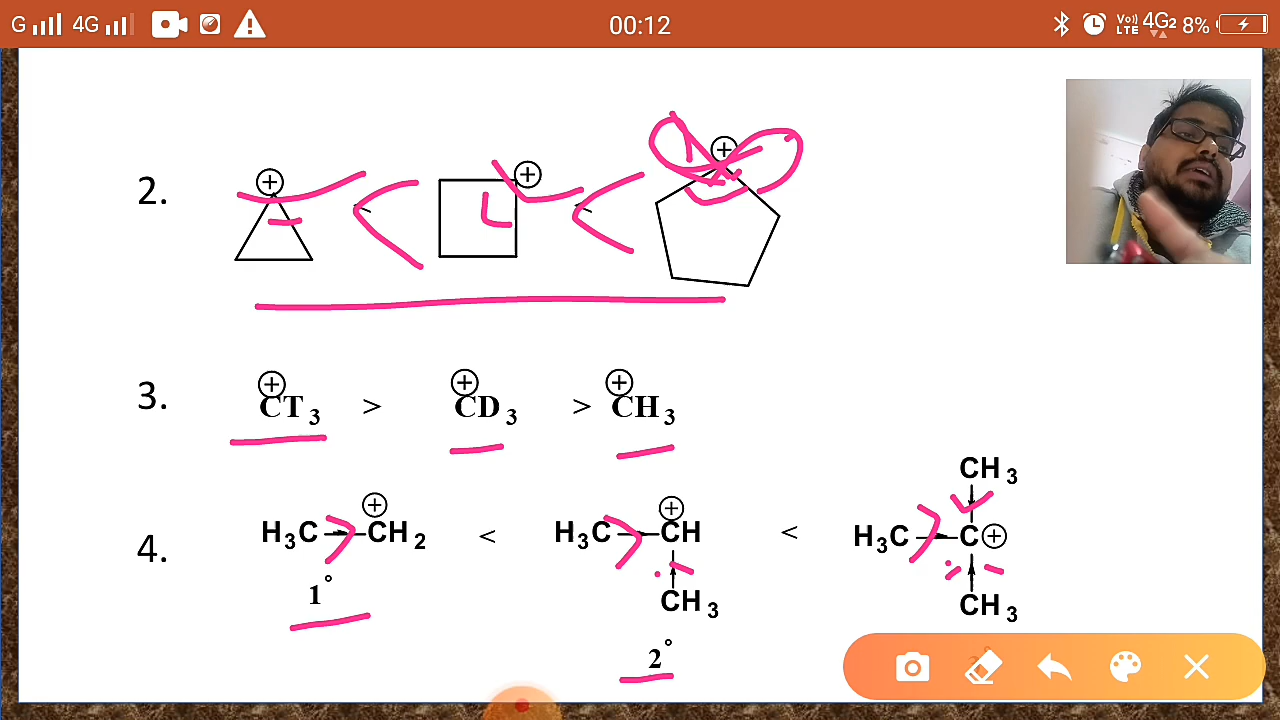 G 4G 00:12 Vo)) LTE 4G2 8%
2. ⊕ < ⊕ < ⊕
3. ⊕CT3 > ⊕CD3 > ⊕CH3
CH3
4. H3C CH2⊕ < H3C CH⊕ < H3C C⊕
1° CH3 CH3
2°